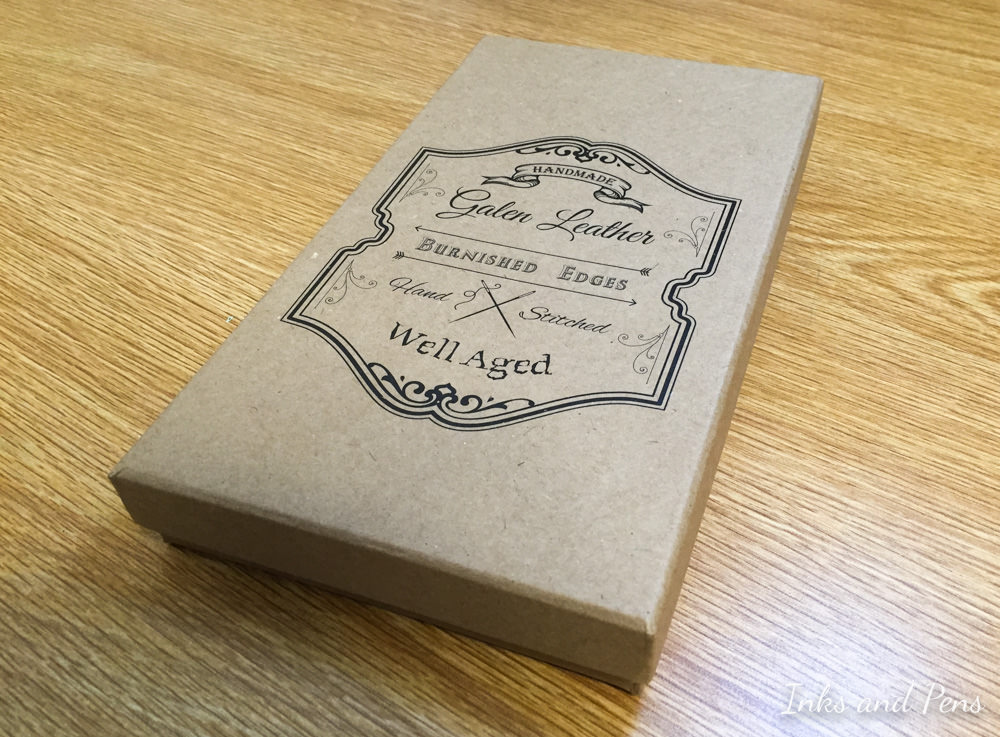 HANDMADE
Galen Leather
BURNISHED EDGES
Hand Stitched
Well Aged
Inks and Pens